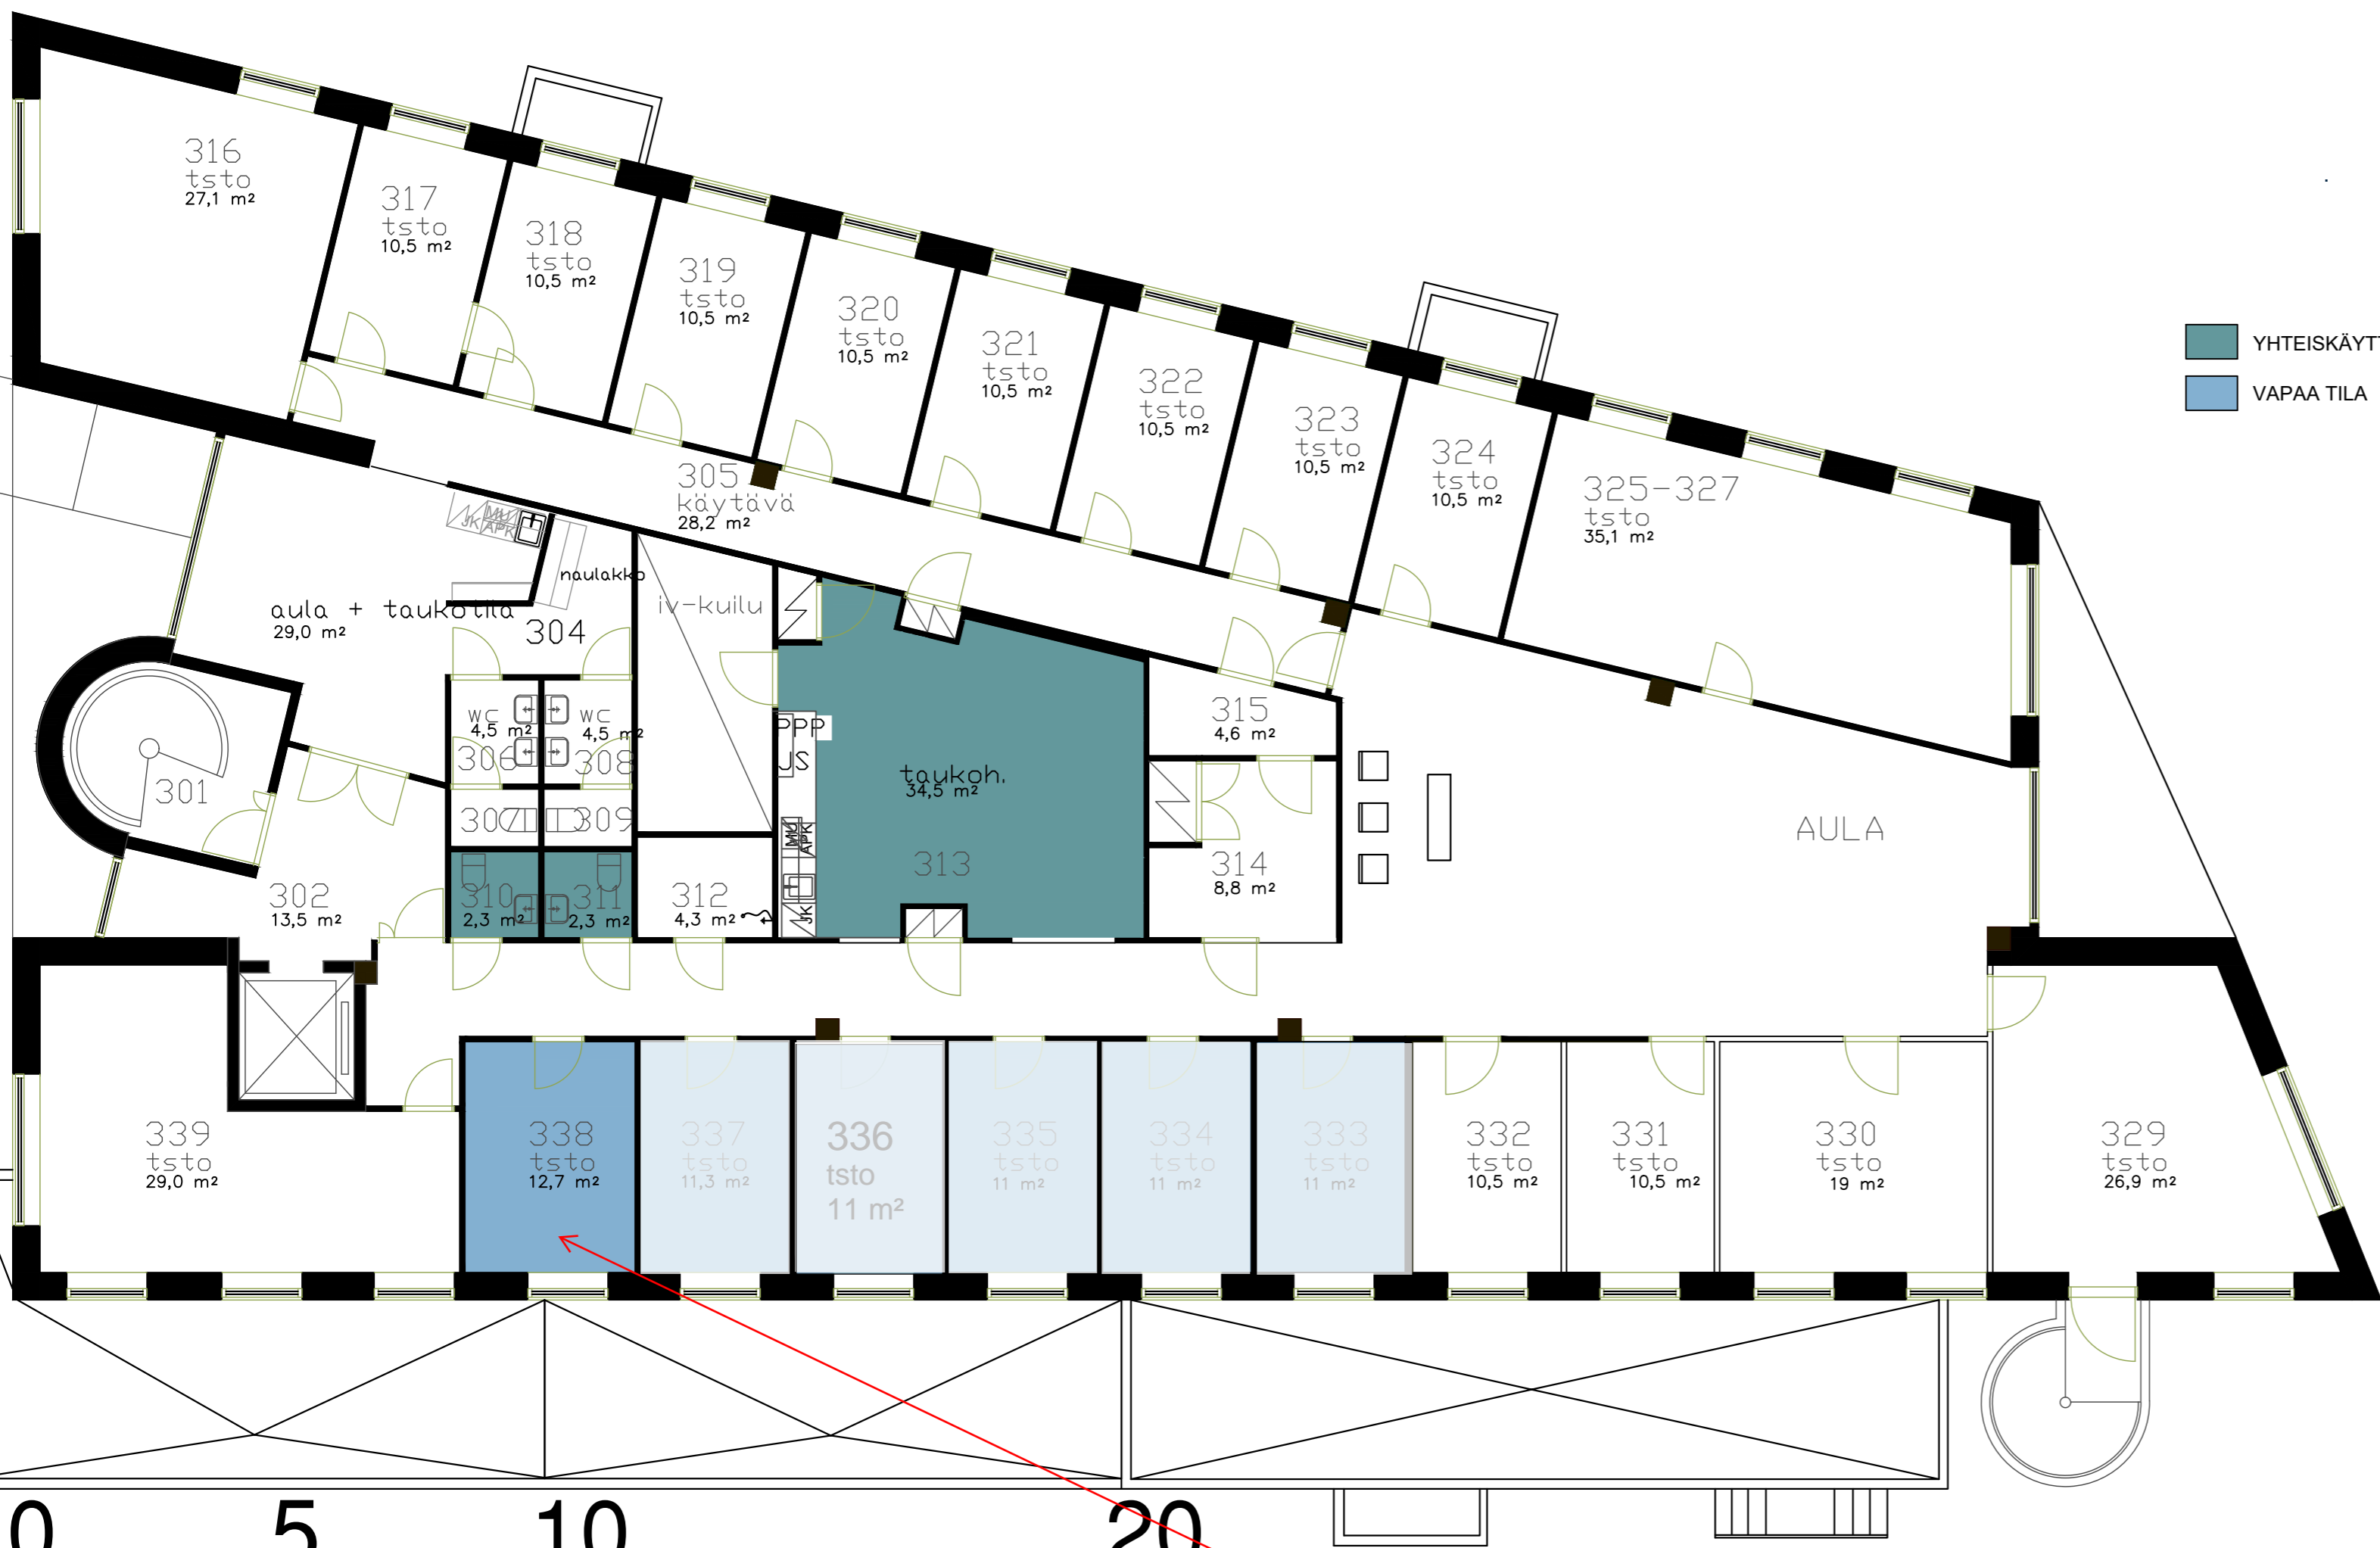 316
tsto
27,1 m²
317
tsto
10,5 m²
318
tsto
10,5 m²
319
tsto
10,5 m²
320
tsto
10,5 m²
321
tsto
10,5 m²
322
tsto
10,5 m²
323
tsto
10,5 m²
324
tsto
10,5 m²
325-327
tsto
35,1 m²
YHTEISKÄYTT
VAPAA TILA
305
käytävä
28,2 m²
JK
MU
APK
naulakko
aula + taukotila
29,0 m²
304
iv-kuilu
wc
4,5 m²
306
wc
4,5 m²
308
PPP
JS
taukoh.
34,5 m²
313
315
4,6 m²
301
307
309
MU
APK
JK
AULA
302
13,5 m²
310
2,3 m²
311
2,3 m²
312
4,3 m²
314
8,8 m²
339
tsto
29,0 m²
338
tsto
12,7 m²
337
tsto
11,3 m²
336
tsto
11 m²
335
tsto
11 m²
334
tsto
11 m²
333
tsto
11 m²
332
tsto
10,5 m²
331
tsto
10,5 m²
330
tsto
19 m²
329
tsto
26,9 m²
0 5 10 20